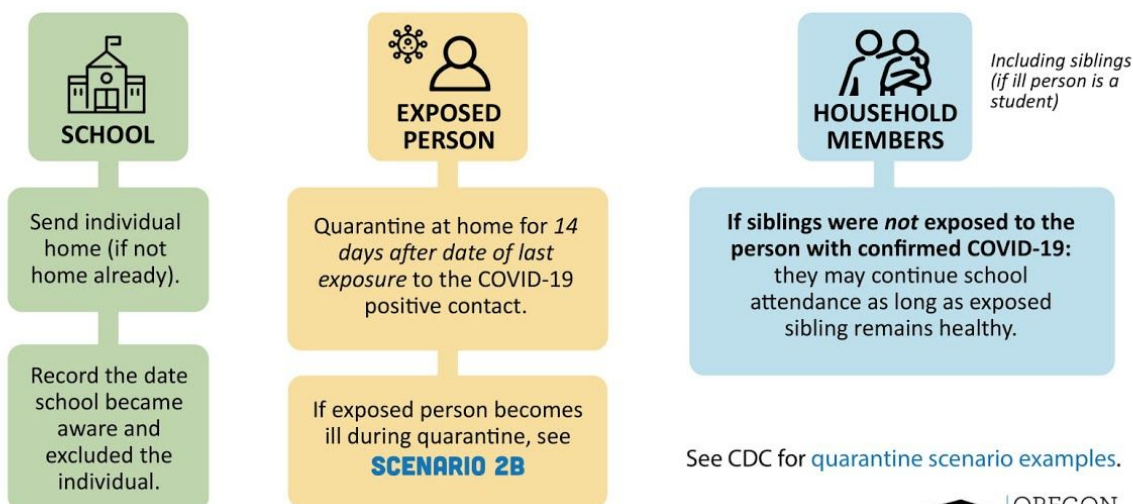 SCHOOL
Send individual
home (if not
home already).
Record the date
school became
aware and
excluded the
individual.
EXPOSED
PERSON
Quarantine at home for 14
days after date of last
exposure to the COVID-19
positive contact.
If exposed person becomes
ill during quarantine, see
SCENARIO 2B
HOUSEHOLD
MEMBERS
Including siblings
(if ill person is a
student)
If siblings were not exposed to the
person with confirmed COVID-19:
they may continue school
attendance as long as exposed
sibling remains healthy.
See CDC for quarantine scenario examples.
OREGON